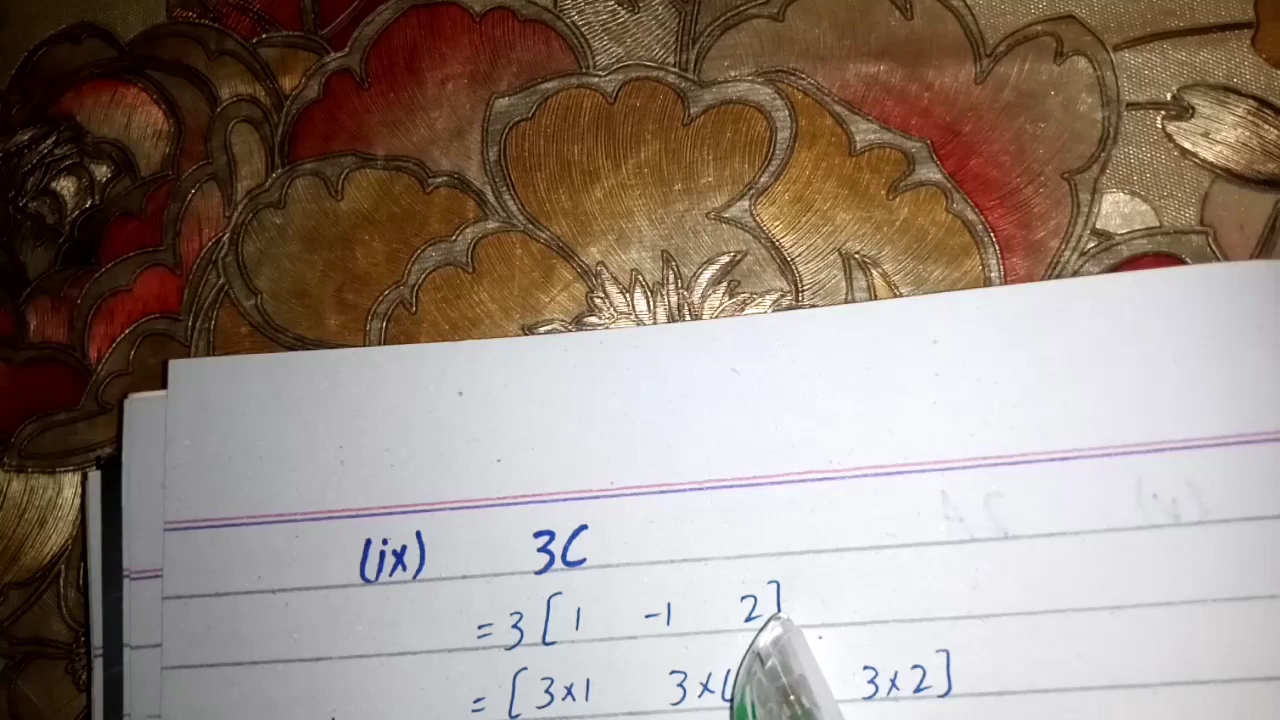 (ix) 3C
= 3 [ 1 -1 2 ]
= [ 3×1 3×( 3×2 ]